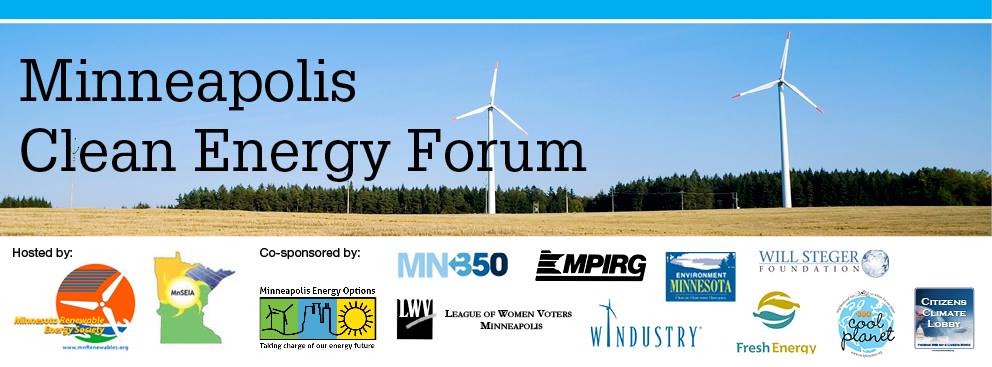 Minneapolis
Clean Energy Forum
Hosted by:
Co-sponsored by:
Minnesota Renewable
Energy Society
www.mnRenewables.org
MnSEIA
Minneapolis Energy Options
Taking charge of our energy future
MN350
MPIRG
ENVIRONMENT
MINNESOTA
WILL STEGER
FOUNDATION
LWV
LEAGUE OF WOMEN VOTERS
MINNEAPOLIS
WINDUSTRY
Fresh Energy
cool
planet
CITIZENS
CLIMATE
LOBBY